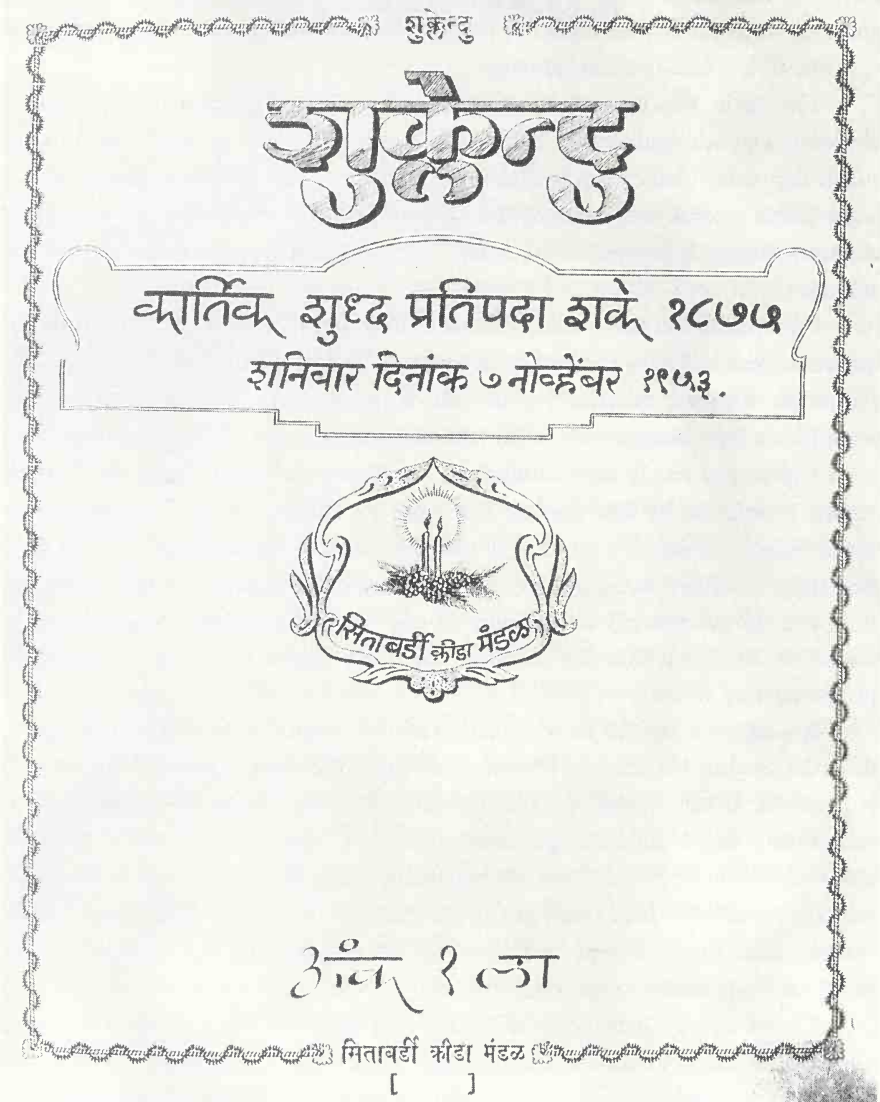 शुक्लेन्दु
शुक्लेन्दु
कार्तिक शुध्द प्रतिपदा शके १८७५
शनिवार दिनांक ७ नोव्हेंबर १९५३.
सिताबर्डी क्रीडा मंडळ
अंक १ ला
सिताबर्डी क्रीडा मंडळ
[ ]